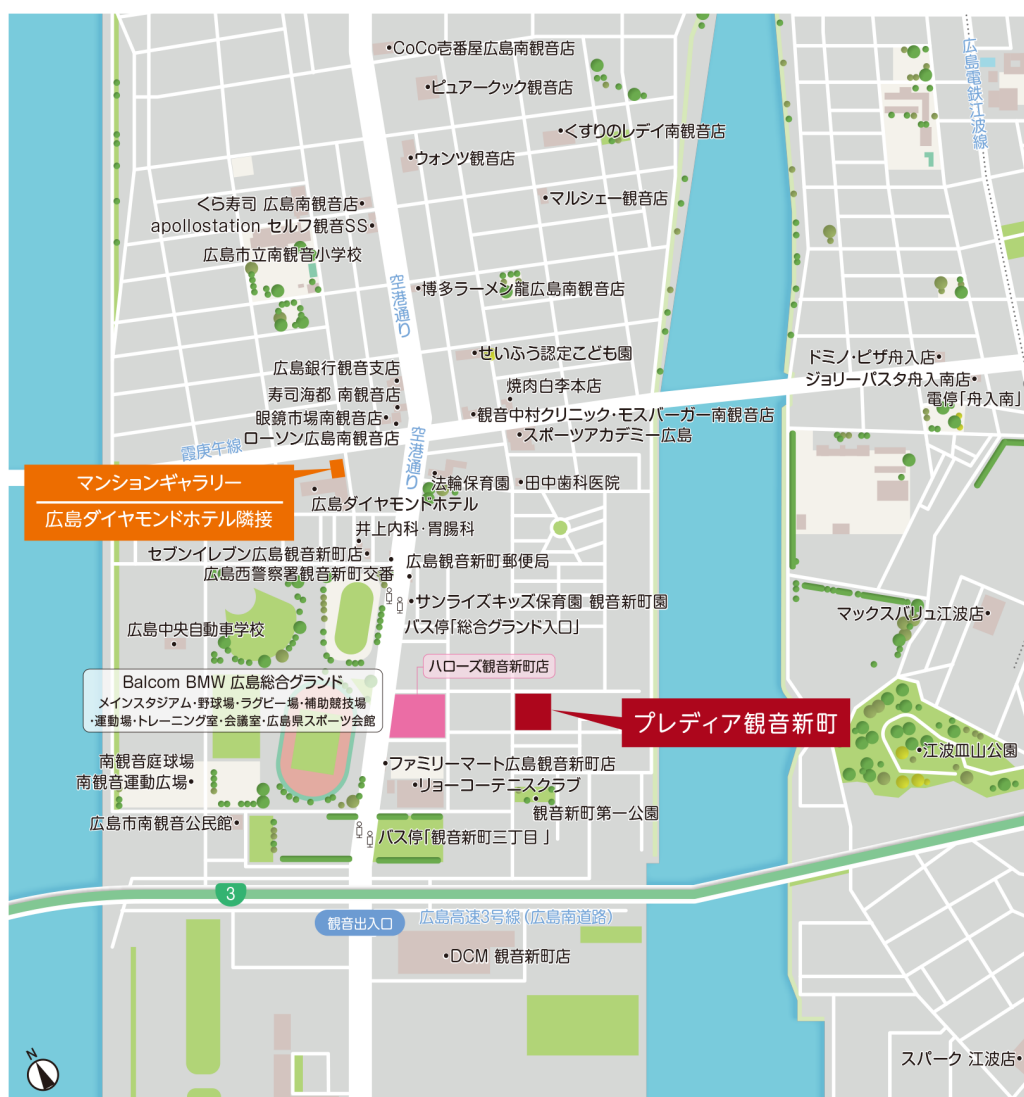 CoCo壱番屋広島南観音店
ピュアークック観音店
くすりのレデイ南観音店
ウォンツ観音店
マルシェー観音店
広島電鉄江波線
くら寿司 広島南観音店
apollostation セルフ観音SS
広島市立南観音小学校
空港通り
博多ラーメン龍広島南観音店
せいふう認定こども園
ドミノ・ピザ舟入店
ジョリーパスタ舟入南店
電停「舟入南」
広島銀行観音支店
寿司海都 南観音店
眼鏡市場南観音店
ローソン広島南観音店
焼肉白李本店
観音中村クリニック・モスバーガー南観音店
スポーツアカデミー広島
霞庚午線
空港通り
マンションギャラリー
広島ダイヤモンドホテル隣接
法輪保育園
田中歯科医院
広島ダイヤモンドホテル
井上内科・胃腸科
セブンイレブン広島観音新町店
広島西警察署観音新町交番
広島観音新町郵便局
サンライズキッズ保育園 観音新町園
バス停「総合グランド入口」
広島中央自動車学校
マックスバリュ江波店
ハローズ観音新町店
Balcom BMW 広島総合グランド
メインスタジアム・野球場・ラグビー場・補助競技場
・運動場・トレーニング室・会議室・広島県スポーツ会館
プレディア観音新町
江波皿山公園
南観音庭球場
南観音運動広場
ファミリーマート広島観音新町店
リョーコーテニスクラブ
観音新町第一公園
広島市南観音公民館
バス停「観音新町三丁目 」
3
観音出入口
広島高速3号線（広島南道路）
DCM 観音新町店
スパーク 江波店
N